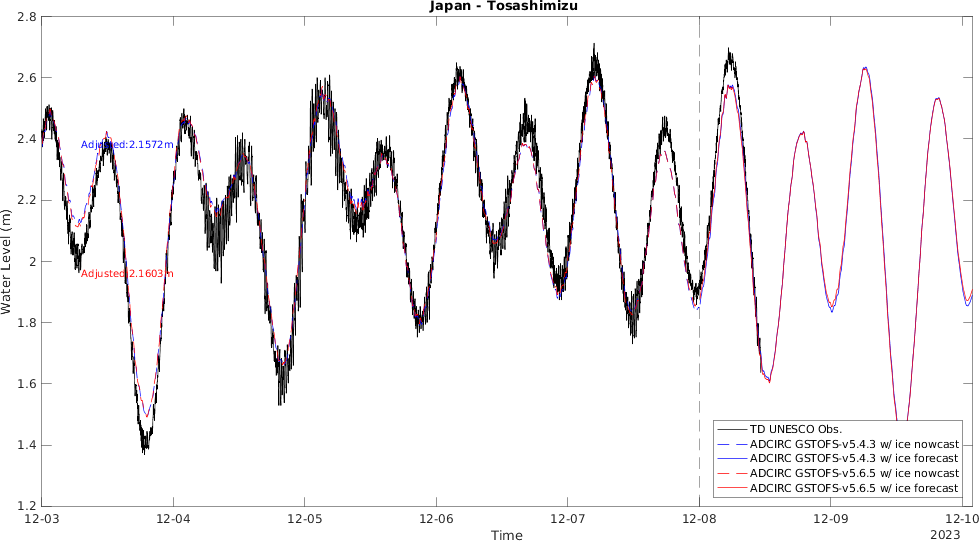 Japan - Tosashimizu
2.8
2.6
2.4
2.2
2
1.8
1.6
1.4
1.2
Water Level (m)
Adjusted:2.1572m
Adjusted:2.1603m
TD UNESCO Obs.
ADCIRC GSTOFS-v5.4.3 w/ ice nowcast
ADCIRC GSTOFS-v5.4.3 w/ ice forecast
ADCIRC GSTOFS-v5.6.5 w/ ice nowcast
ADCIRC GSTOFS-v5.6.5 w/ ice forecast
12-03 12-04 12-05 12-06 12-07 12-08 12-09 12-10
Time
2023